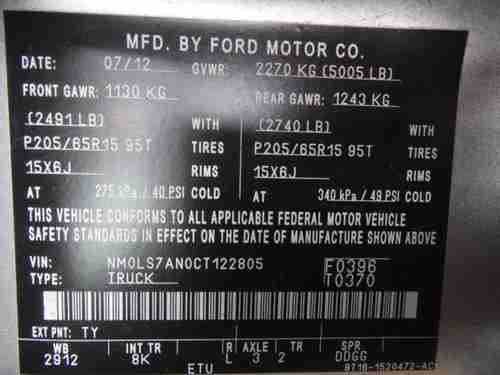 MFD. BY FORD MOTOR CO.
DATE: 07/12 GVWR: 2270 KG (5005 LB)
FRONT GAWR: 1130 KG REAR GAWR: 1243 KG
(2491 LB) WITH (2740 LB) WITH
P205/65R15 95T TIRES P205/65R15 95T TIRES
15X6J RIMS 15X6J RIMS
AT 275 kPa / 40 PSI COLD AT 340 kPa / 49 PSI COLD
THIS VEHICLE CONFORMS TO ALL APPLICABLE FEDERAL MOTOR VEHICLE
SAFETY STANDARDS IN EFFECT ON THE DATE OF MANUFACTURE SHOWN ABOVE
VIN: NM0LS7AN0CT122805 F0396
TYPE: TRUCK T0370
EXT PNT: TY
WB INT TR R AXLE TR SPR
2912 8K L 3 2 DDGG
ETU
9T16-1520472-AC